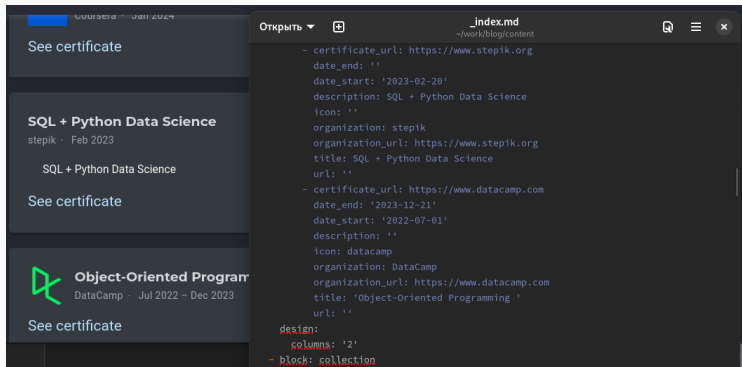 Coursera · Jan 2024
See certificate
SQL + Python Data Science
stepik · Feb 2023
SQL + Python Data Science
See certificate
Object-Oriented Program
DataCamp · Jul 2022 – Dec 2023
See certificate
Открыть
_index.md
~/work/blog/content
- certificate_url: https://www.stepik.org
date_end: ''
date_start: '2023-02-20'
description: SQL + Python Data Science
icon: ''
organization: stepik
organization_url: https://www.stepik.org
title: SQL + Python Data Science
url: ''
- certificate_url: https://www.datacamp.com
date_end: '2023-12-21'
date_start: '2022-07-01'
description: ''
icon: datacamp
organization: DataCamp
organization_url: https://www.datacamp.com
title: 'Object-Oriented Programming '
url: ''
design:
columns: '2'
- block: collection